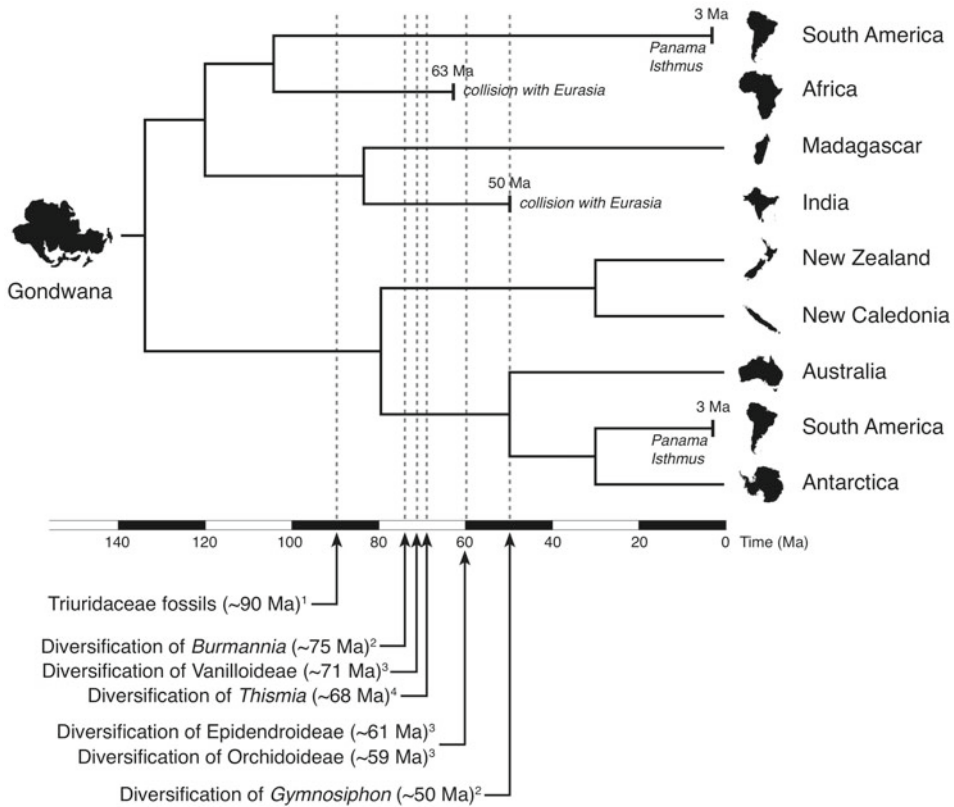 3 Ma
South America
Panama
Isthmus
63 Ma
collision with Eurasia
Africa
Madagascar
50 Ma
collision with Eurasia
India
Gondwana
New Zealand
New Caledonia
Australia
3 Ma
South America
Panama
Isthmus
Antarctica
140 120 100 80 60 40 20 0 Time (Ma)
Triuridaceae fossils (~90 Ma)¹
Diversification of Burmannia (~75 Ma)²
Diversification of Vanilloideae (~71 Ma)³
Diversification of Thismia (~68 Ma)⁴
Diversification of Epidendroideae (~61 Ma)³
Diversification of Orchidoideae (~59 Ma)³
Diversification of Gymnosiphon (~50 Ma)²